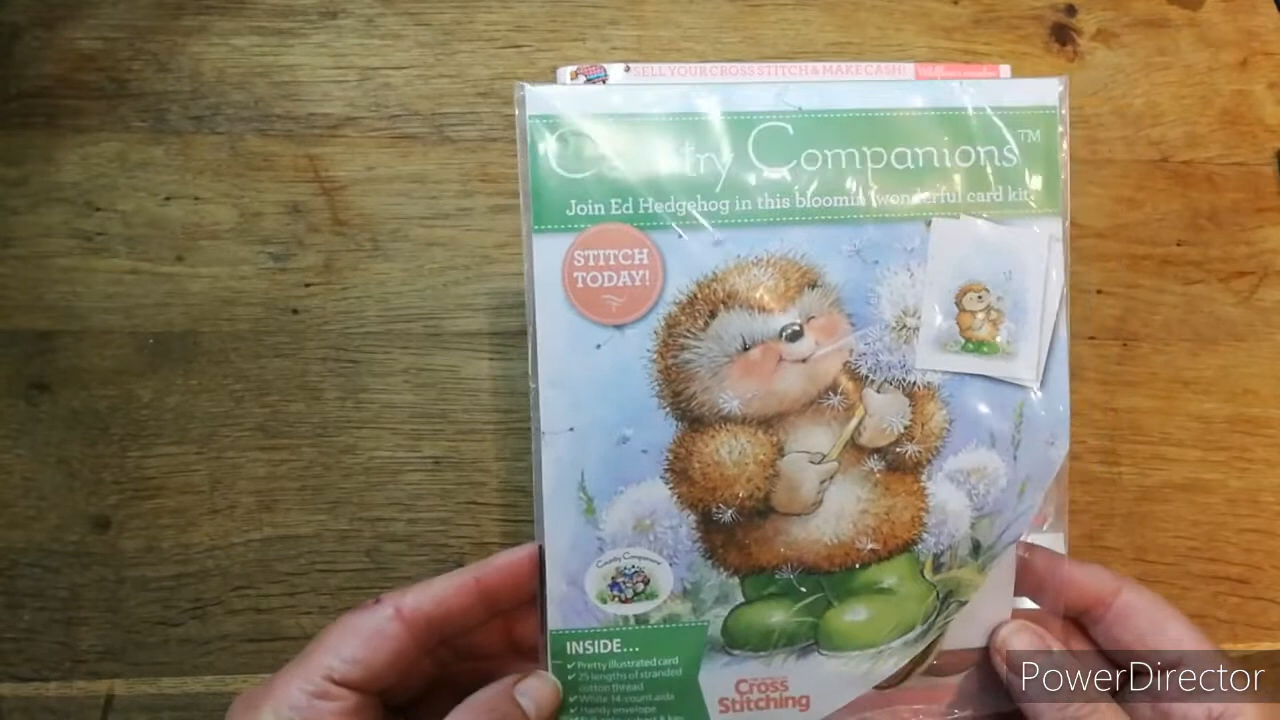 SELL YOUR CROSS STITCH & MAKE CASH!
Country Companions™
Join Ed Hedgehog in this bloomin' wonderful card kit
STITCH
TODAY!
Country Companions
INSIDE...
✔ Pretty illustrated card
✔ 25 lengths of stranded
cotton thread
✔ White 14-count aida
✔ Handy envelope
Cross
Stitching
PowerDirector